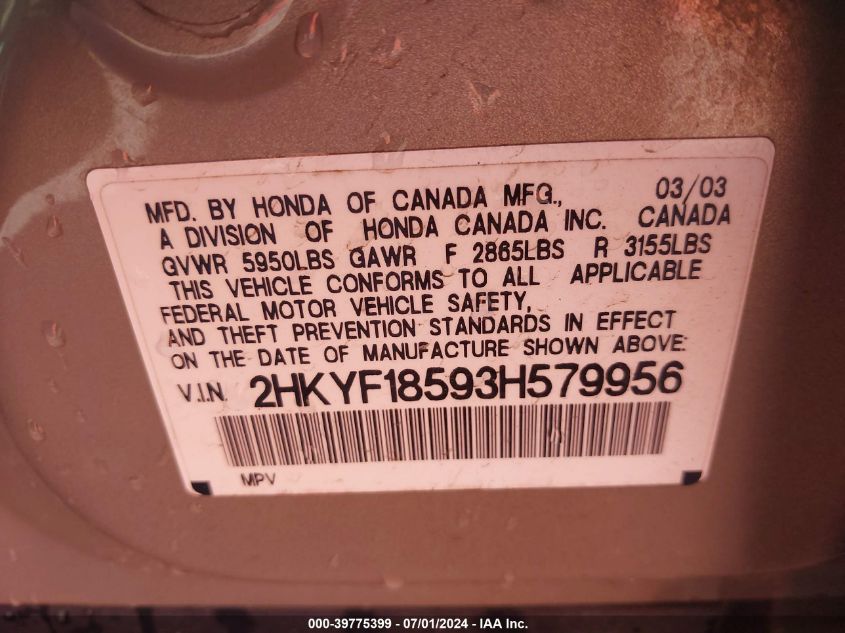 MFD. BY HONDA OF CANADA MFG., 03/03
A DIVISION OF HONDA CANADA INC. CANADA
GVWR 5950LBS GAWR F 2865LBS R 3155LBS
THIS VEHICLE CONFORMS TO ALL APPLICABLE
FEDERAL MOTOR VEHICLE SAFETY,
AND THEFT PREVENTION STANDARDS IN EFFECT
ON THE DATE OF MANUFACTURE SHOWN ABOVE:
V.I.N. 2HKYF18593H579956
MPV
000-39775399 - 07/01/2024 - IAA Inc.